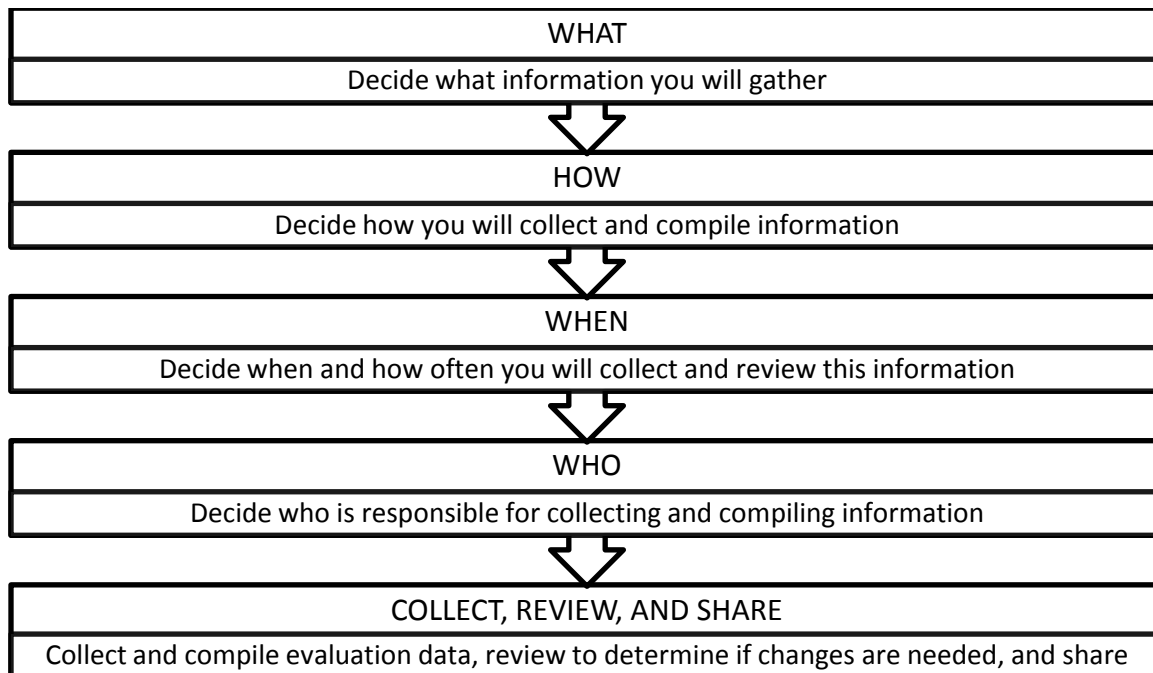 WHAT
Decide what information you will gather
HOW
Decide how you will collect and compile information
WHEN
Decide when and how often you will collect and review this information
WHO
Decide who is responsible for collecting and compiling information
COLLECT, REVIEW, AND SHARE
Collect and compile evaluation data, review to determine if changes are needed, and share